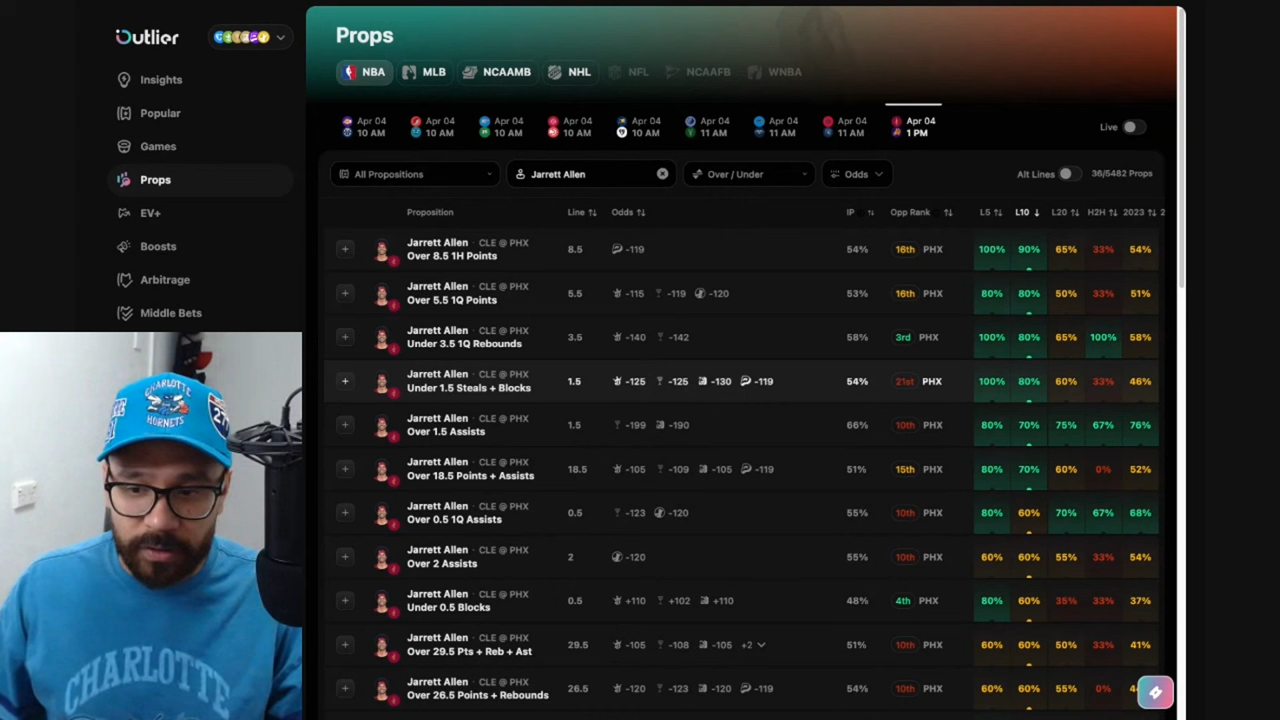 Outlier
Insights
Popular
Games
Props
EV+
Boosts
Arbitrage
Middle Bets
Props
NBA MLB NCAAMB NHL NFL NCAAFB WNBA
Apr 04 Apr 04 Apr 04 Apr 04 Apr 04 Apr 04 Apr 04 Apr 04 Apr 04
10 AM 10 AM 10 AM 10 AM 10 AM 11 AM 11 AM 11 AM 1 PM
Live
All Propositions Jarrett Allen Over / Under Odds Alt Lines 36/5482 Props
Proposition Line Odds IP Opp Rank L5 L10 L20 H2H 2023 2
Jarrett Allen · CLE @ PHX
Over 8.5 1H Points 8.5 -119 54% 16th PHX 100% 90% 65% 33% 54%
Jarrett Allen · CLE @ PHX
Over 5.5 1Q Points 5.5 -115 -119 -120 53% 16th PHX 80% 80% 50% 33% 51%
Jarrett Allen · CLE @ PHX
Under 3.5 1Q Rebounds 3.5 -140 -142 58% 3rd PHX 100% 80% 65% 100% 58%
Jarrett Allen · CLE @ PHX
Under 1.5 Steals + Blocks 1.5 -125 -125 -130 -119 54% 21st PHX 100% 80% 60% 33% 46%
Jarrett Allen · CLE @ PHX
Over 1.5 Assists 1.5 -199 -190 66% 10th PHX 80% 70% 75% 67% 76%
Jarrett Allen · CLE @ PHX
Over 18.5 Points + Assists 18.5 -105 -109 -105 -119 51% 15th PHX 80% 70% 60% 0% 52%
Jarrett Allen · CLE @ PHX
Over 0.5 1Q Assists 0.5 -123 -120 55% 10th PHX 80% 60% 70% 67% 68%
Jarrett Allen · CLE @ PHX
Over 2 Assists 2 -120 55% 10th PHX 60% 60% 55% 33% 54%
Jarrett Allen · CLE @ PHX
Under 0.5 Blocks 0.5 +110 +102 +110 48% 4th PHX 80% 60% 35% 33% 37%
Jarrett Allen · CLE @ PHX
Over 29.5 Pts + Reb + Ast 29.5 -105 -108 -105 +2 51% 10th PHX 60% 60% 50% 33% 41%
Jarrett Allen · CLE @ PHX
Over 26.5 Points + Rebounds 26.5 -120 -123 -120 -119 54% 10th PHX 60% 60% 55% 0%
CHARLOTTE
HORNETS
CHARLOTTE